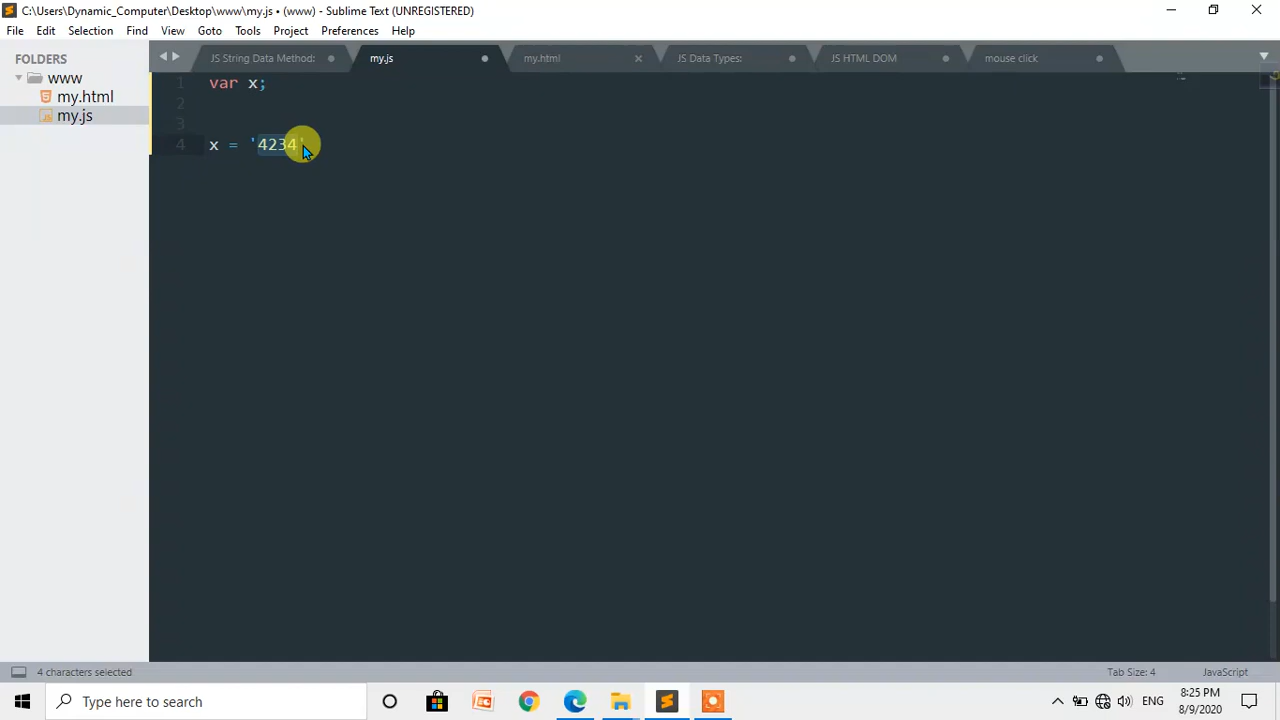 C:\Users\Dynamic_Computer\Desktop\www\my.js • (www) - Sublime Text (UNREGISTERED)
File Edit Selection Find View Goto Tools Project Preferences Help
FOLDERS
www
my.html
my.js
JS String Data Method: my.js my.html JS Data Types: JS HTML DOM mouse click
1 var x;
2
3
4 x = '4234'
4 characters selected Tab Size: 4 JavaScript
Type here to search ENG 8:25 PM
8/9/2020